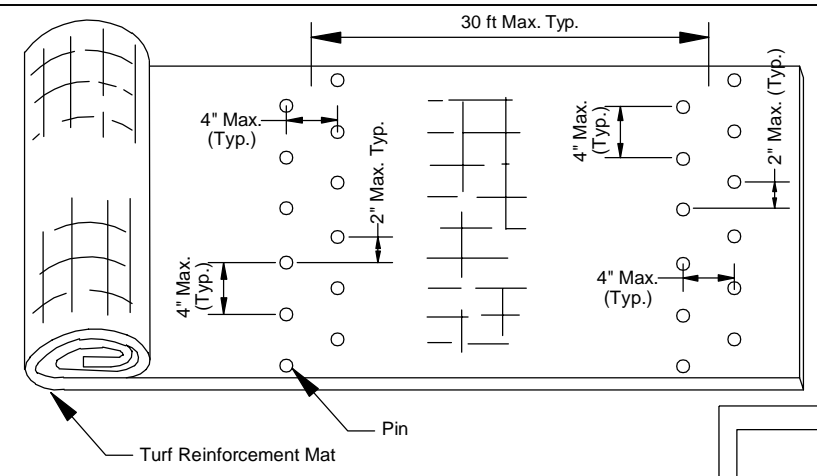 30 ft Max. Typ.
4" Max.
(Typ.)
2" Max. Typ.
4" Max.
(Typ.)
4" Max.
(Typ.)
2" Max. (Typ.)
4" Max.
(Typ.)
Pin
Turf Reinforcement Mat